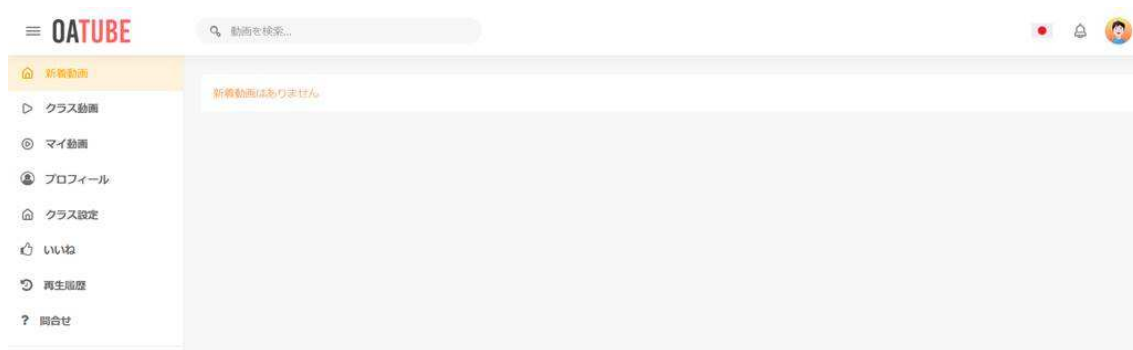 OATUBE
動画を検索...
新着動画
新着動画はありません
クラス動画
マイ動画
プロフィール
クラス設定
いいね
再生履歴
? 問合せ